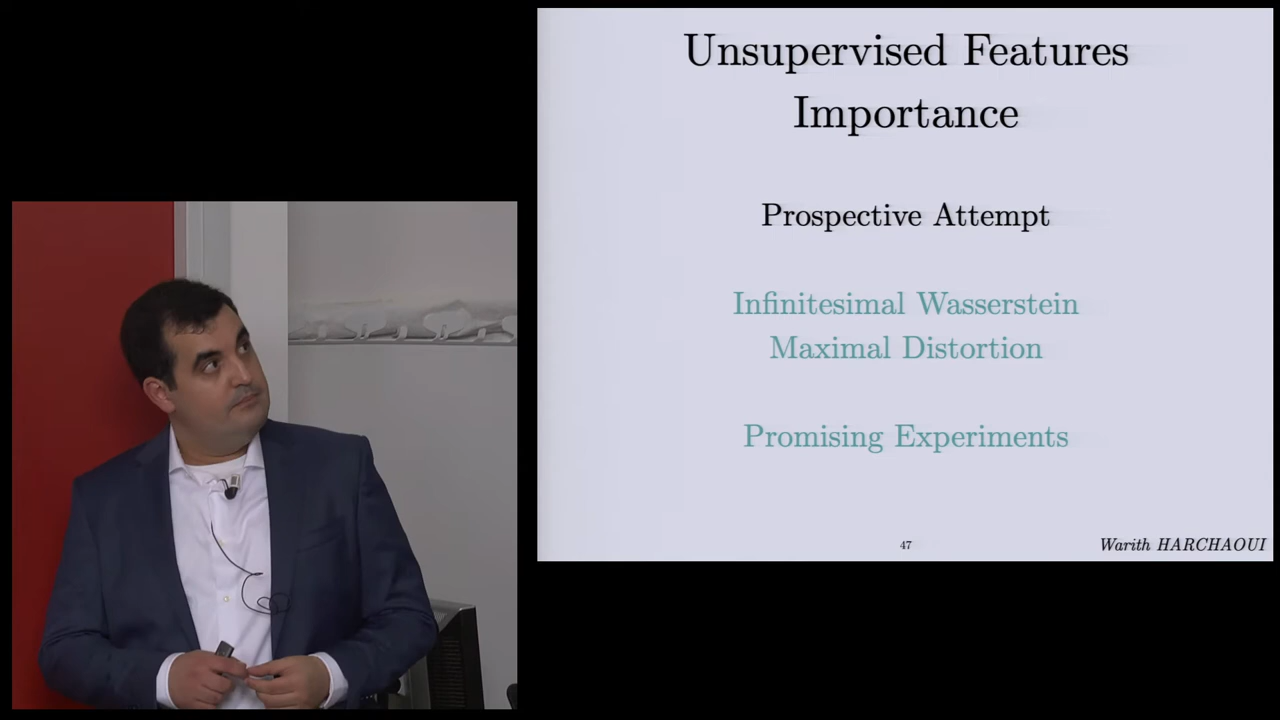 Unsupervised Features
Importance
Prospective Attempt
Infinitesimal Wasserstein
Maximal Distortion
Promising Experiments
47
Warith HARCHAOUI